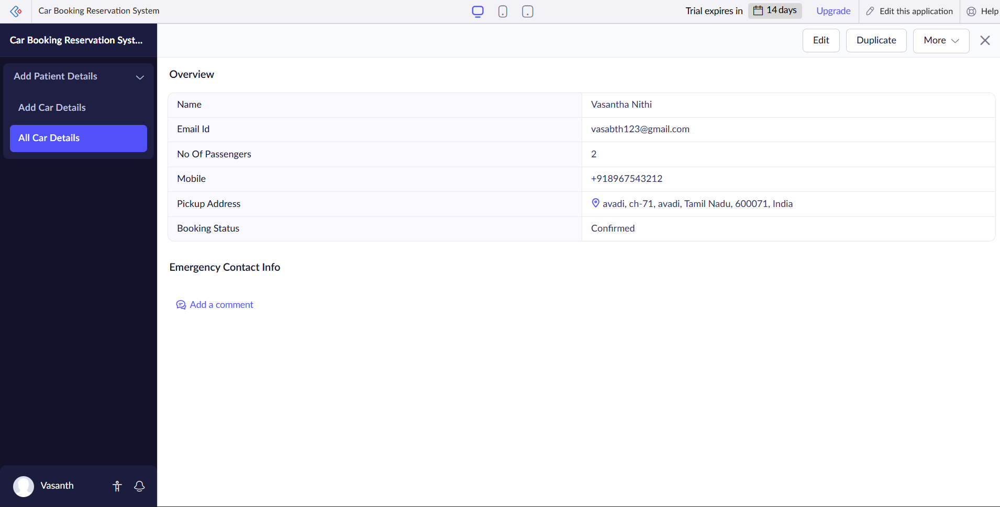 Car Booking Reservation System
Trial expires in 14 days Upgrade Edit this application Help
Car Booking Reservation Syst...
Edit Duplicate More
Add Patient Details
Add Car Details
All Car Details
Overview
Name Vasantha Nithi
Email Id vasabth123@gmail.com
No Of Passengers 2
Mobile +918967543212
Pickup Address avadi, ch-71, avadi, Tamil Nadu, 600071, India
Booking Status Confirmed
Emergency Contact Info
Add a comment
Vasanth